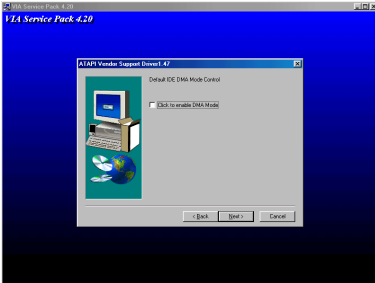 VIA Service Pack 4.20
VIA Service Pack 4.20
ATAPI Vendor Support Driver1.47
Default IDE DMA Mode Control
Click to enable DMA Mode
< Back
Next >
Cancel